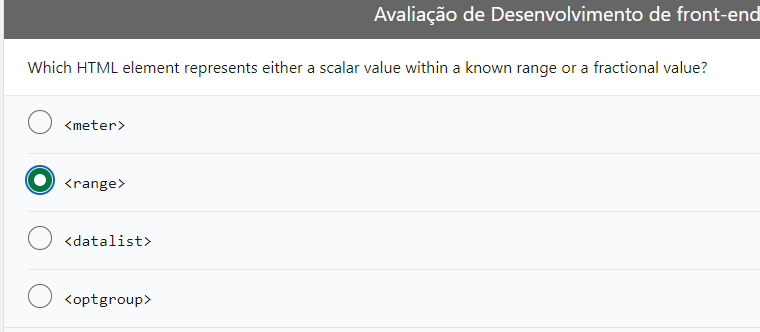 Avaliação de Desenvolvimento de front-end
Which HTML element represents either a scalar value within a known range or a fractional value?
<meter>
<range>
<datalist>
<optgroup>